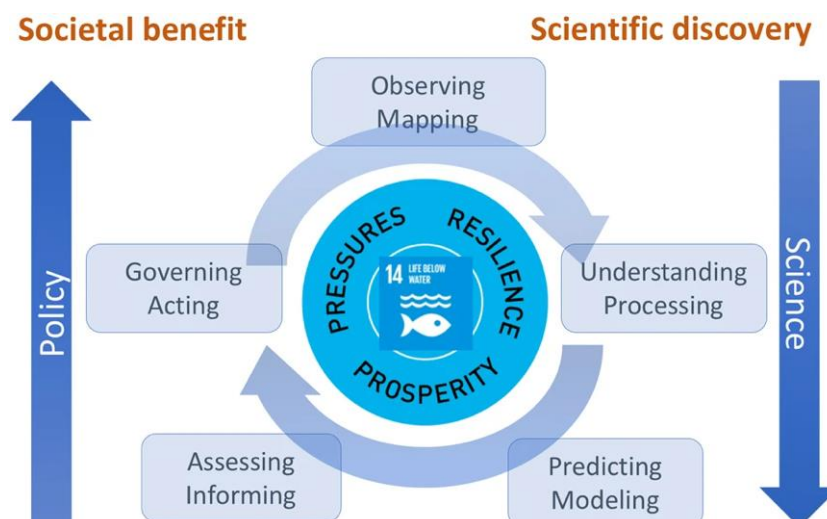 Societal benefit
Scientific discovery
Observing
Mapping
Policy
Governing
Acting
PRESSURES
RESILIENCE
PROSPERITY
14 LIFE BELOW
WATER
Understanding
Processing
Science
Assessing
Informing
Predicting
Modeling